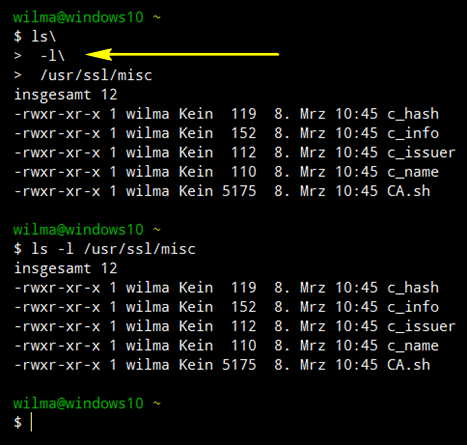 wilma@windows10 ~
$ ls\
>  -l\
>  /usr/ssl/misc
insgesamt 12
-rwxr-xr-x 1 wilma Kein  119  8. Mrz 10:45 c_hash
-rwxr-xr-x 1 wilma Kein  152  8. Mrz 10:45 c_info
-rwxr-xr-x 1 wilma Kein  112  8. Mrz 10:45 c_issuer
-rwxr-xr-x 1 wilma Kein  110  8. Mrz 10:45 c_name
-rwxr-xr-x 1 wilma Kein 5175  8. Mrz 10:45 CA.sh
wilma@windows10 ~
$ ls -l /usr/ssl/misc
insgesamt 12
-rwxr-xr-x 1 wilma Kein  119  8. Mrz 10:45 c_hash
-rwxr-xr-x 1 wilma Kein  152  8. Mrz 10:45 c_info
-rwxr-xr-x 1 wilma Kein  112  8. Mrz 10:45 c_issuer
-rwxr-xr-x 1 wilma Kein  110  8. Mrz 10:45 c_name
-rwxr-xr-x 1 wilma Kein 5175  8. Mrz 10:45 CA.sh
wilma@windows10 ~
$